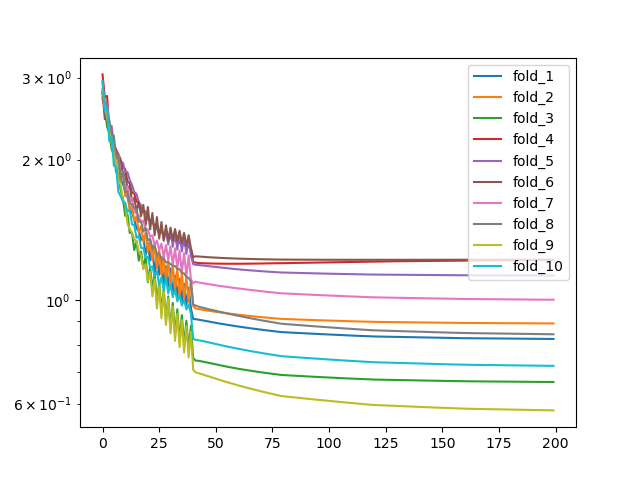 3 × 10⁰
2 × 10⁰
10⁰
6 × 10⁻¹
0
25
50
75
100
125
150
175
200
fold_1
fold_2
fold_3
fold_4
fold_5
fold_6
fold_7
fold_8
fold_9
fold_10